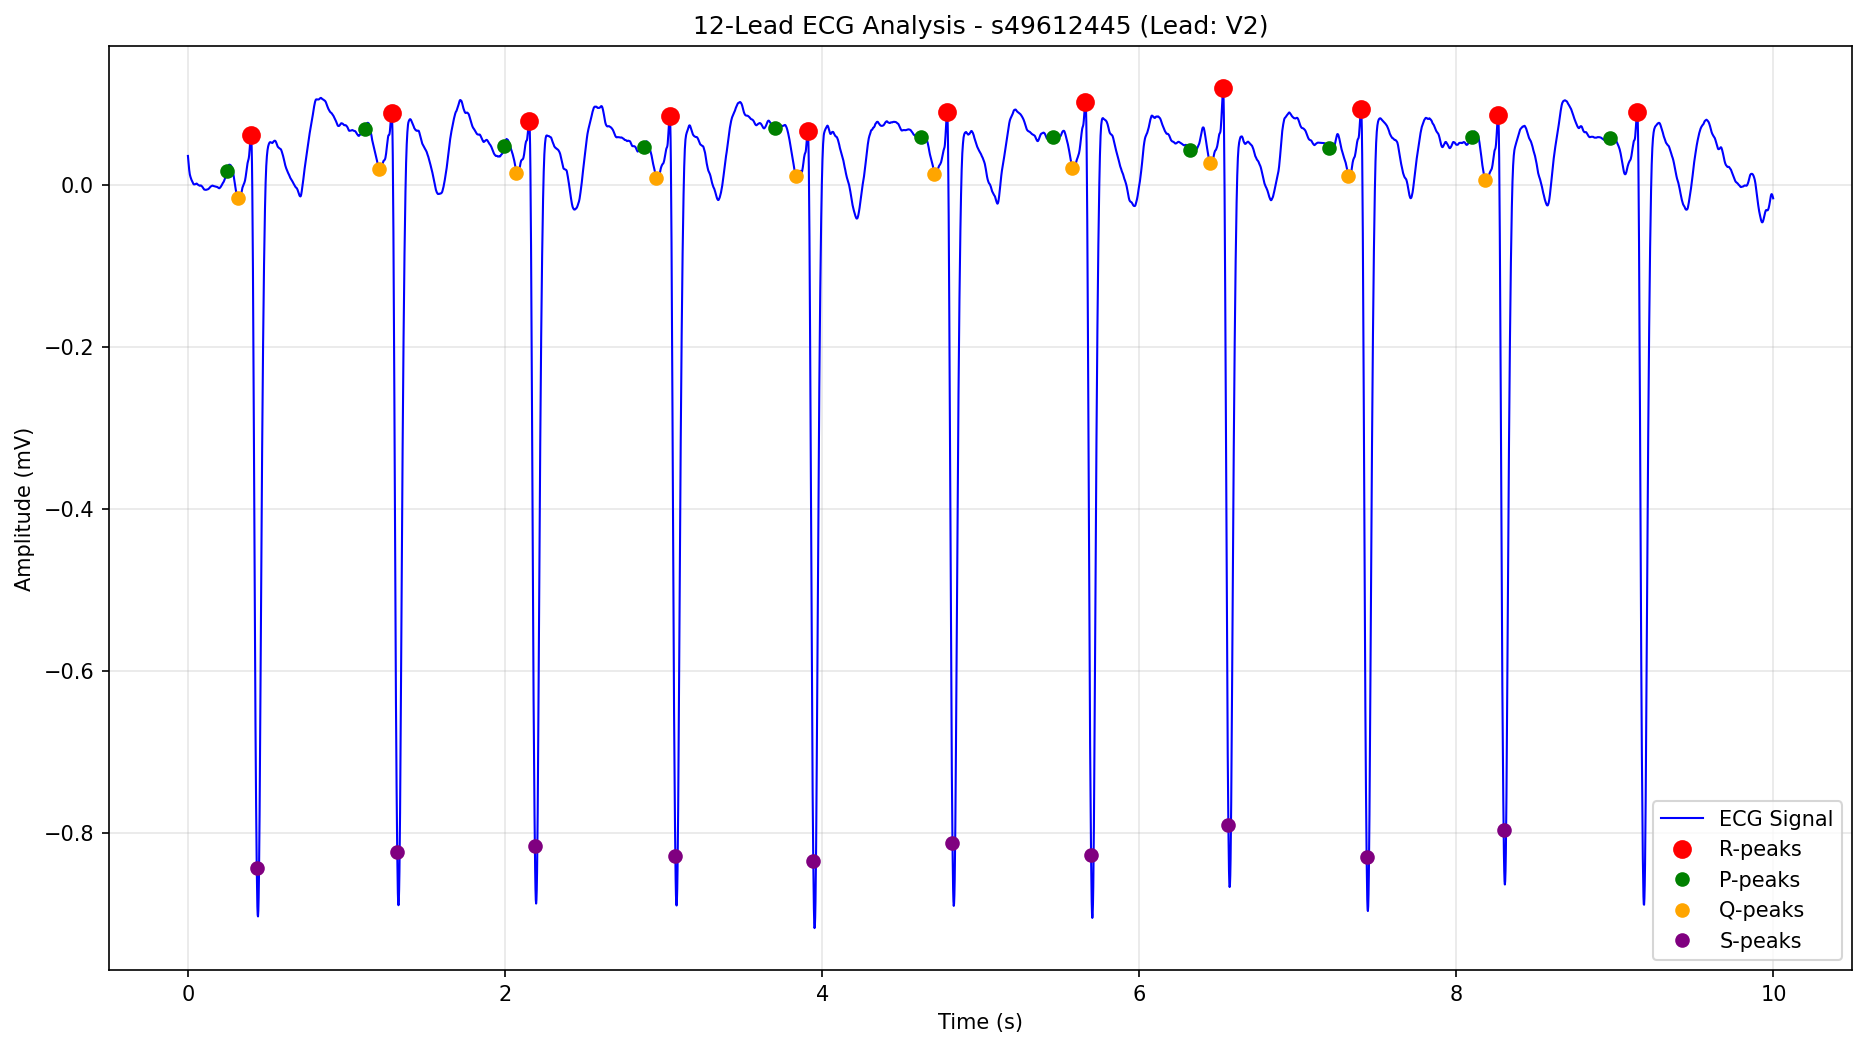 12-Lead ECG Analysis - s49612445 (Lead: V2)
Amplitude (mV)
0.0
−0.2
−0.4
−0.6
−0.8
0 2 4 6 8 10
Time (s)
ECG Signal
R-peaks
P-peaks
Q-peaks
S-peaks